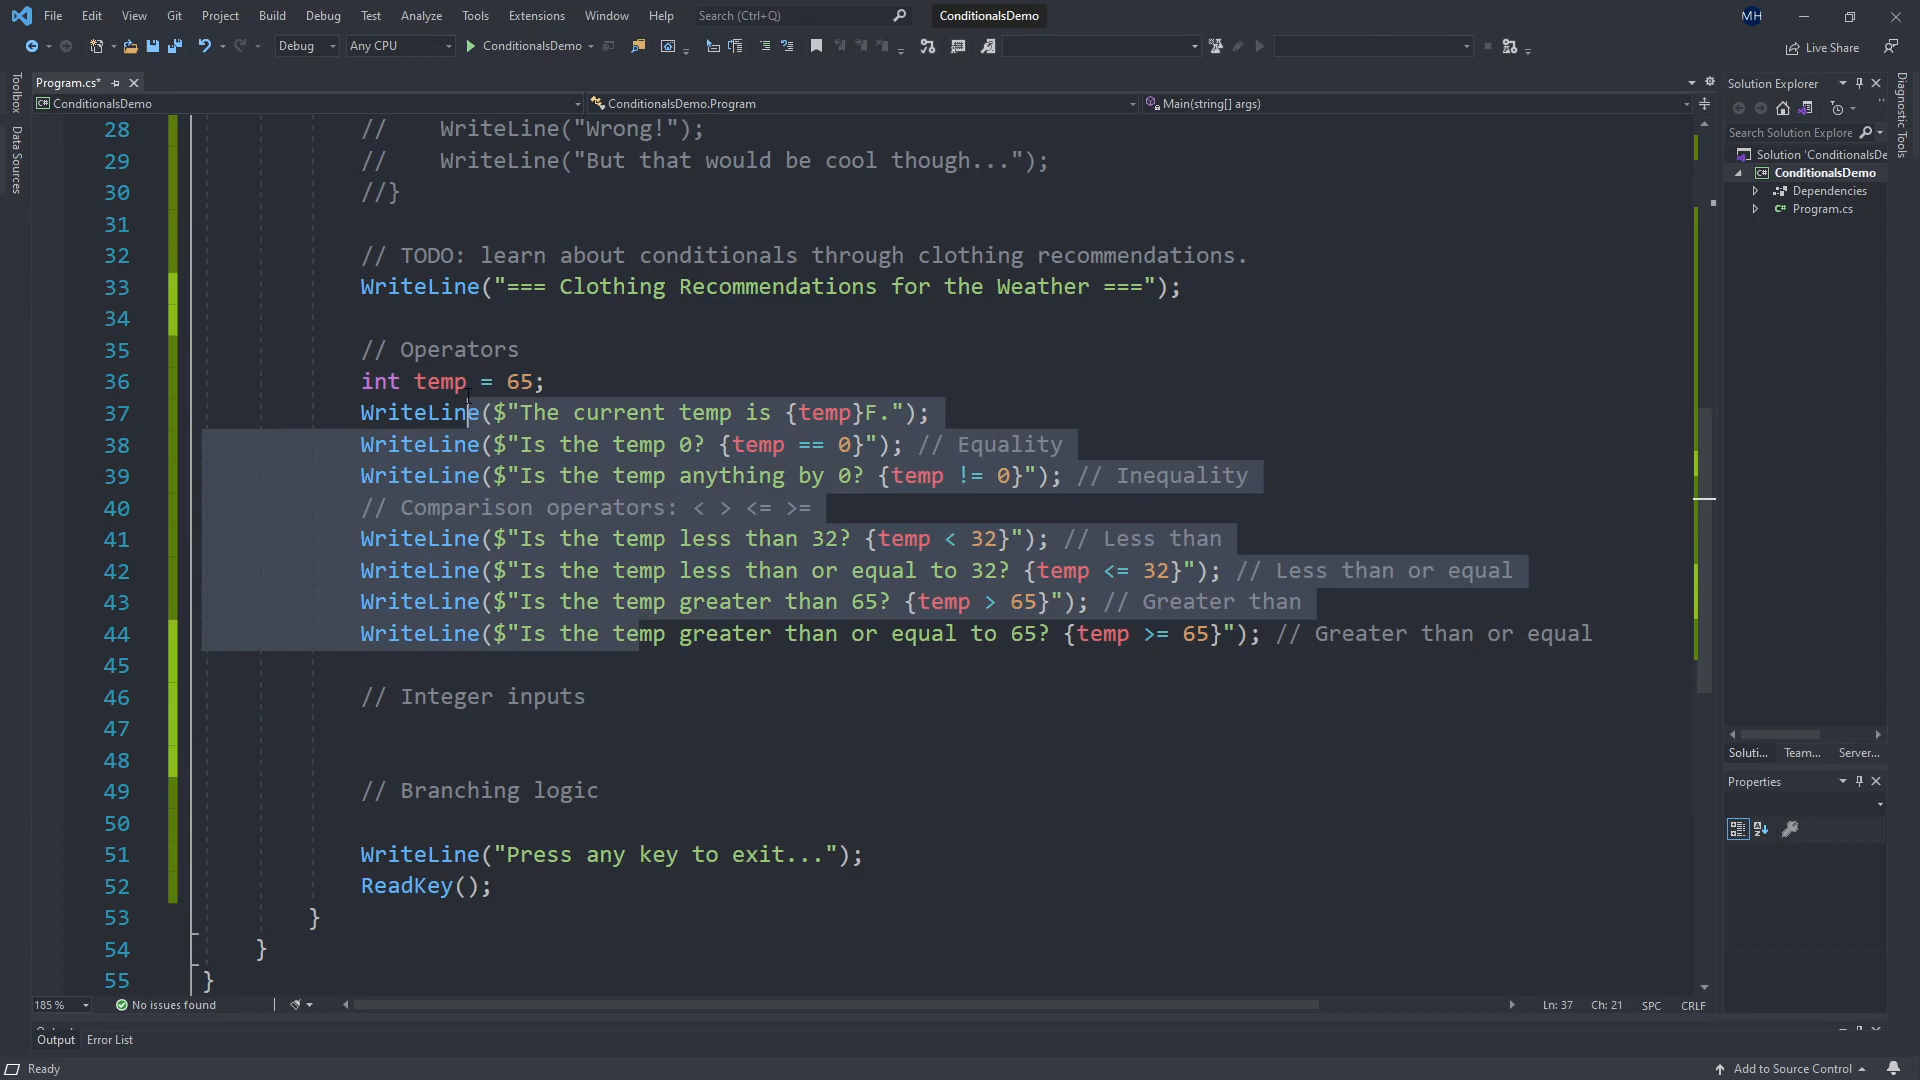 File Edit View Git Project Build Debug Test Analyze Tools Extensions Window Help Search (Ctrl+Q) ConditionalsDemo MH
Debug Any CPU ConditionalsDemo Live Share
Program.cs*
ConditionalsDemo ConditionalsDemo.Program Main(string[] args)
Toolbox
Data Sources
28 //    WriteLine("Wrong!");
29 //    WriteLine("But that would be cool though...");
30 //}
31
32 // TODO: learn about conditionals through clothing recommendations.
33 WriteLine("=== Clothing Recommendations for the Weather ===");
34
35 // Operators
36 int temp = 65;
37 WriteLine($"The current temp is {temp}F.");
38 WriteLine($"Is the temp 0? {temp == 0}"); // Equality
39 WriteLine($"Is the temp anything by 0? {temp != 0}"); // Inequality
40 // Comparison operators: < > <= >=
41 WriteLine($"Is the temp less than 32? {temp < 32}"); // Less than
42 WriteLine($"Is the temp less than or equal to 32? {temp <= 32}"); // Less than or equal
43 WriteLine($"Is the temp greater than 65? {temp > 65}"); // Greater than
44 WriteLine($"Is the temp greater than or equal to 65? {temp >= 65}"); // Greater than or equal
45
46 // Integer inputs
47
48
49 // Branching logic
50
51 WriteLine("Press any key to exit...");
52 ReadKey();
53 }
54 }
55 }
185 % No issues found Ln: 37 Ch: 21 SPC CRLF
Solution Explorer
Search Solution Explore
Solution 'ConditionalsDe
ConditionalsDemo
Dependencies
Program.cs
Soluti... Team... Server...
Properties
Diagnostic Tools
Output
Output Error List
Ready Add to Source Control